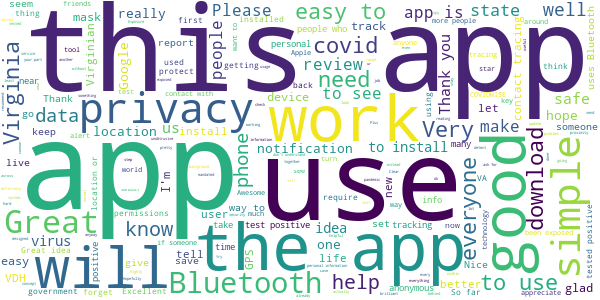 this app
app use
the app
work
will
good
privacy
Bluetooth
simple
Great
Virginia
covid
need
easy to
Please
app is
state
well
people
really
mask
Virginian
Google
report
review
to see
personal
people who
track
Thank you
contact tracing
uses Bluetooth
safe
hope
someone
make
Very
device
let
data
go
location
us
install
notification
to install
many
using
phone
everyone
download
VA
know
I'm
permissions
user
way to
require
info
new
way
idea
one
life
set
tracking
now
Nice
better
to use
glad
anonymous
help
test positive
tell
save
time
GPS
give
virus
positive
easy
VDH
government
forget
Great idea
Excellent
So far
appreciate
tested positive
been exposed
technology
location or
if someone
take
live
keep
near
alert
contact with
protect
used
getting
back
installed
first
seem
thing
friends
tool
Thank
world
Awesome
turn
key
star
think
Apple
around
more people
tracing